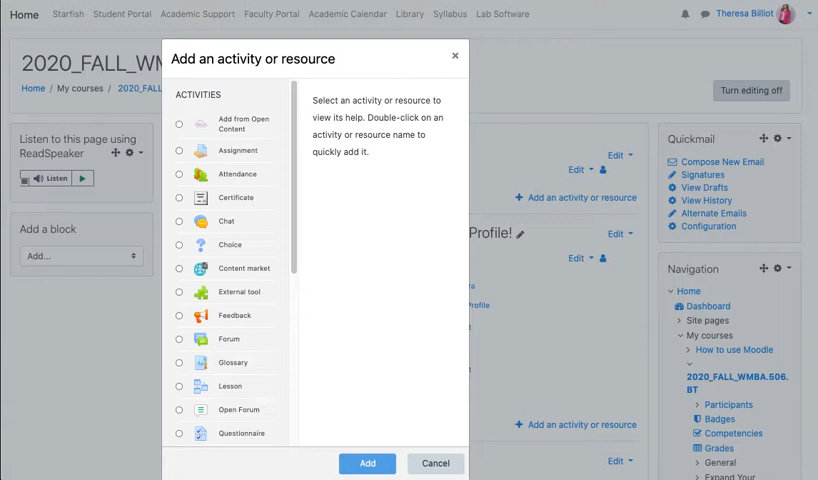 Home Starfish Student Portal Academic Support Faculty Portal Academic Calendar Library Syllabus Lab Software Theresa Billiot
2020_FALL_WM
Home / My courses / 2020_FALL
Turn editing off
Listen to this page using
ReadSpeaker
Listen
Add a block
Add...
Add an activity or resource
×
ACTIVITIES
Add from Open
Content
Assignment
Attendance
Certificate
Chat
Choice
Content market
External tool
Feedback
Forum
Glossary
Lesson
Open Forum
Questionnaire
Select an activity or resource to
view its help. Double-click on an
activity or resource name to
quickly add it.
Add
Cancel
Edit
Edit
+ Add an activity or resource
Profile!
Edit
Edit
Profile
+ Add an activity or resource
Edit
Quickmail
Compose New Email
Signatures
View Drafts
View History
Alternate Emails
Configuration
Navigation
Home
Dashboard
Site pages
My courses
How to use Moodle
2020_FALL_WMBA.506.
BT
Participants
Badges
Competencies
Grades
General
Expand Your